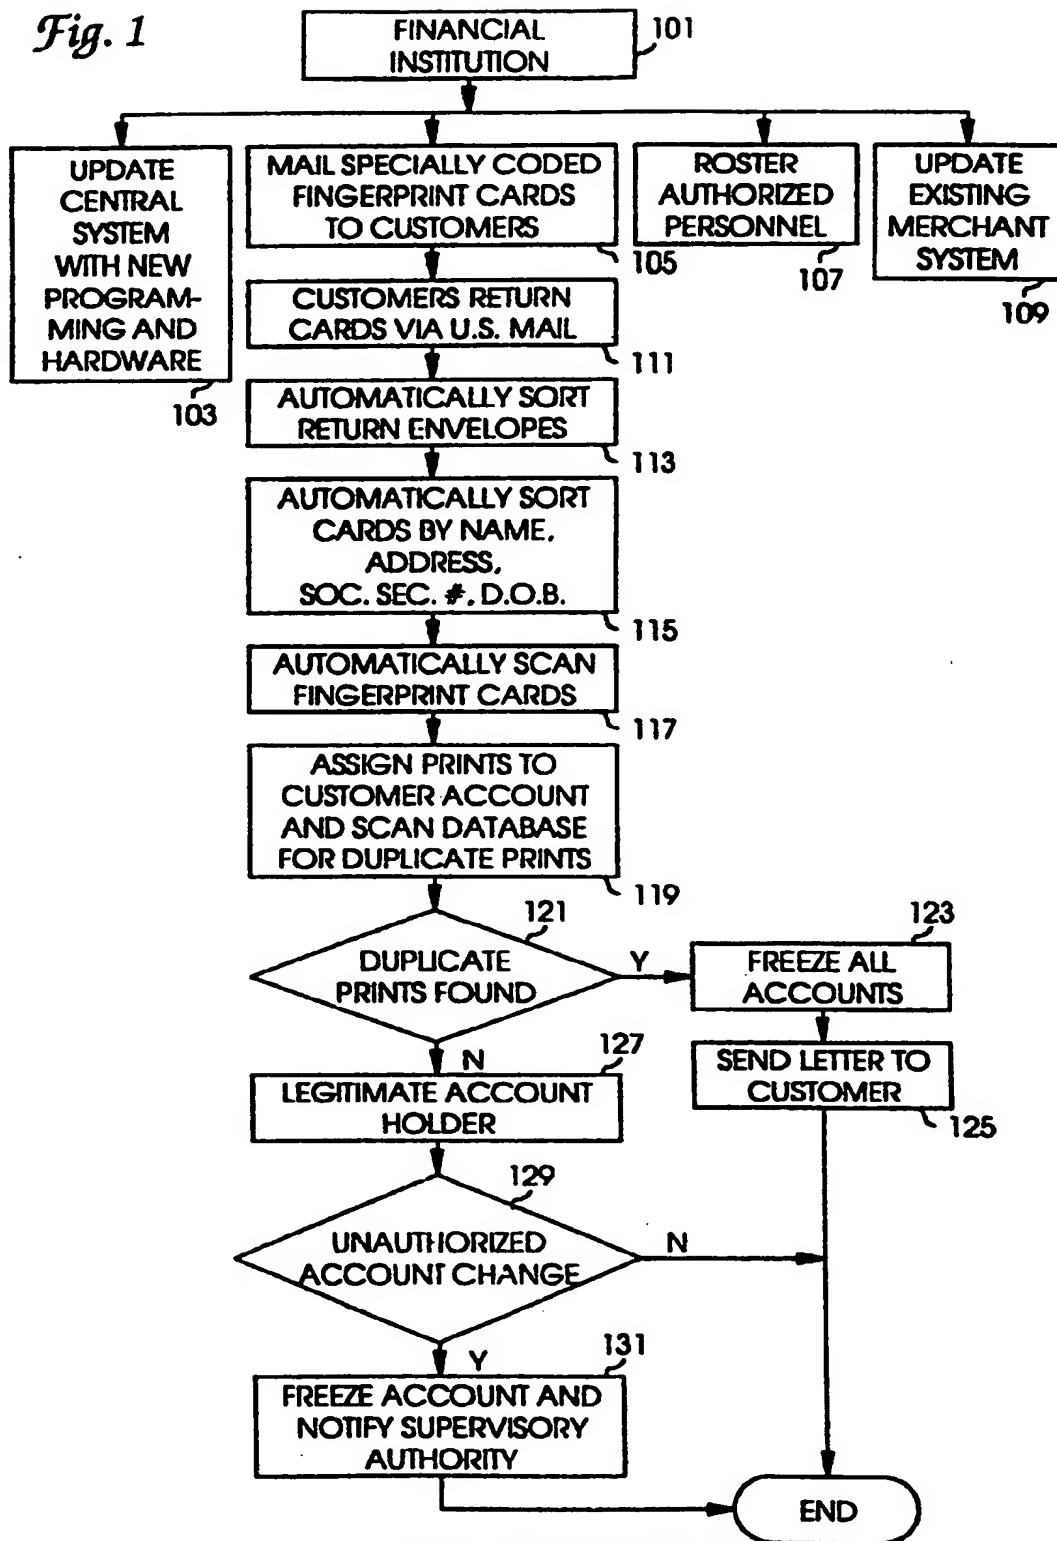 Fig. 1
FINANCIAL
INSTITUTION
101
UPDATE
CENTRAL
SYSTEM
WITH NEW
PROGRAM-
MING AND
HARDWARE
103
MAIL SPECIALLY CODED
FINGERPRINT CARDS
TO CUSTOMERS
105
ROSTER
AUTHORIZED
PERSONNEL
107
UPDATE
EXISTING
MERCHANT
SYSTEM
109
CUSTOMERS RETURN
CARDS VIA U.S. MAIL
111
AUTOMATICALLY SORT
RETURN ENVELOPES
113
AUTOMATICALLY SORT
CARDS BY NAME,
ADDRESS,
SOC. SEC. #, D.O.B.
115
AUTOMATICALLY SCAN
FINGERPRINT CARDS
117
ASSIGN PRINTS TO
CUSTOMER ACCOUNT
AND SCAN DATABASE
FOR DUPLICATE PRINTS
119
121
DUPLICATE
PRINTS FOUND
Y
123
FREEZE ALL
ACCOUNTS
SEND LETTER TO
CUSTOMER
125
N
127
LEGITIMATE ACCOUNT
HOLDER
129
UNAUTHORIZED
ACCOUNT CHANGE
N
Y
131
FREEZE ACCOUNT AND
NOTIFY SUPERVISORY
AUTHORITY
END